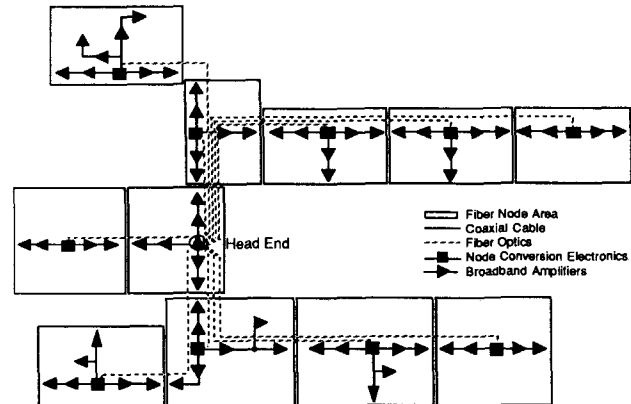 Head End
Fiber Node Area
Coaxial Cable
Fiber Optics
Node Conversion Electronics
Broadband Amplifiers